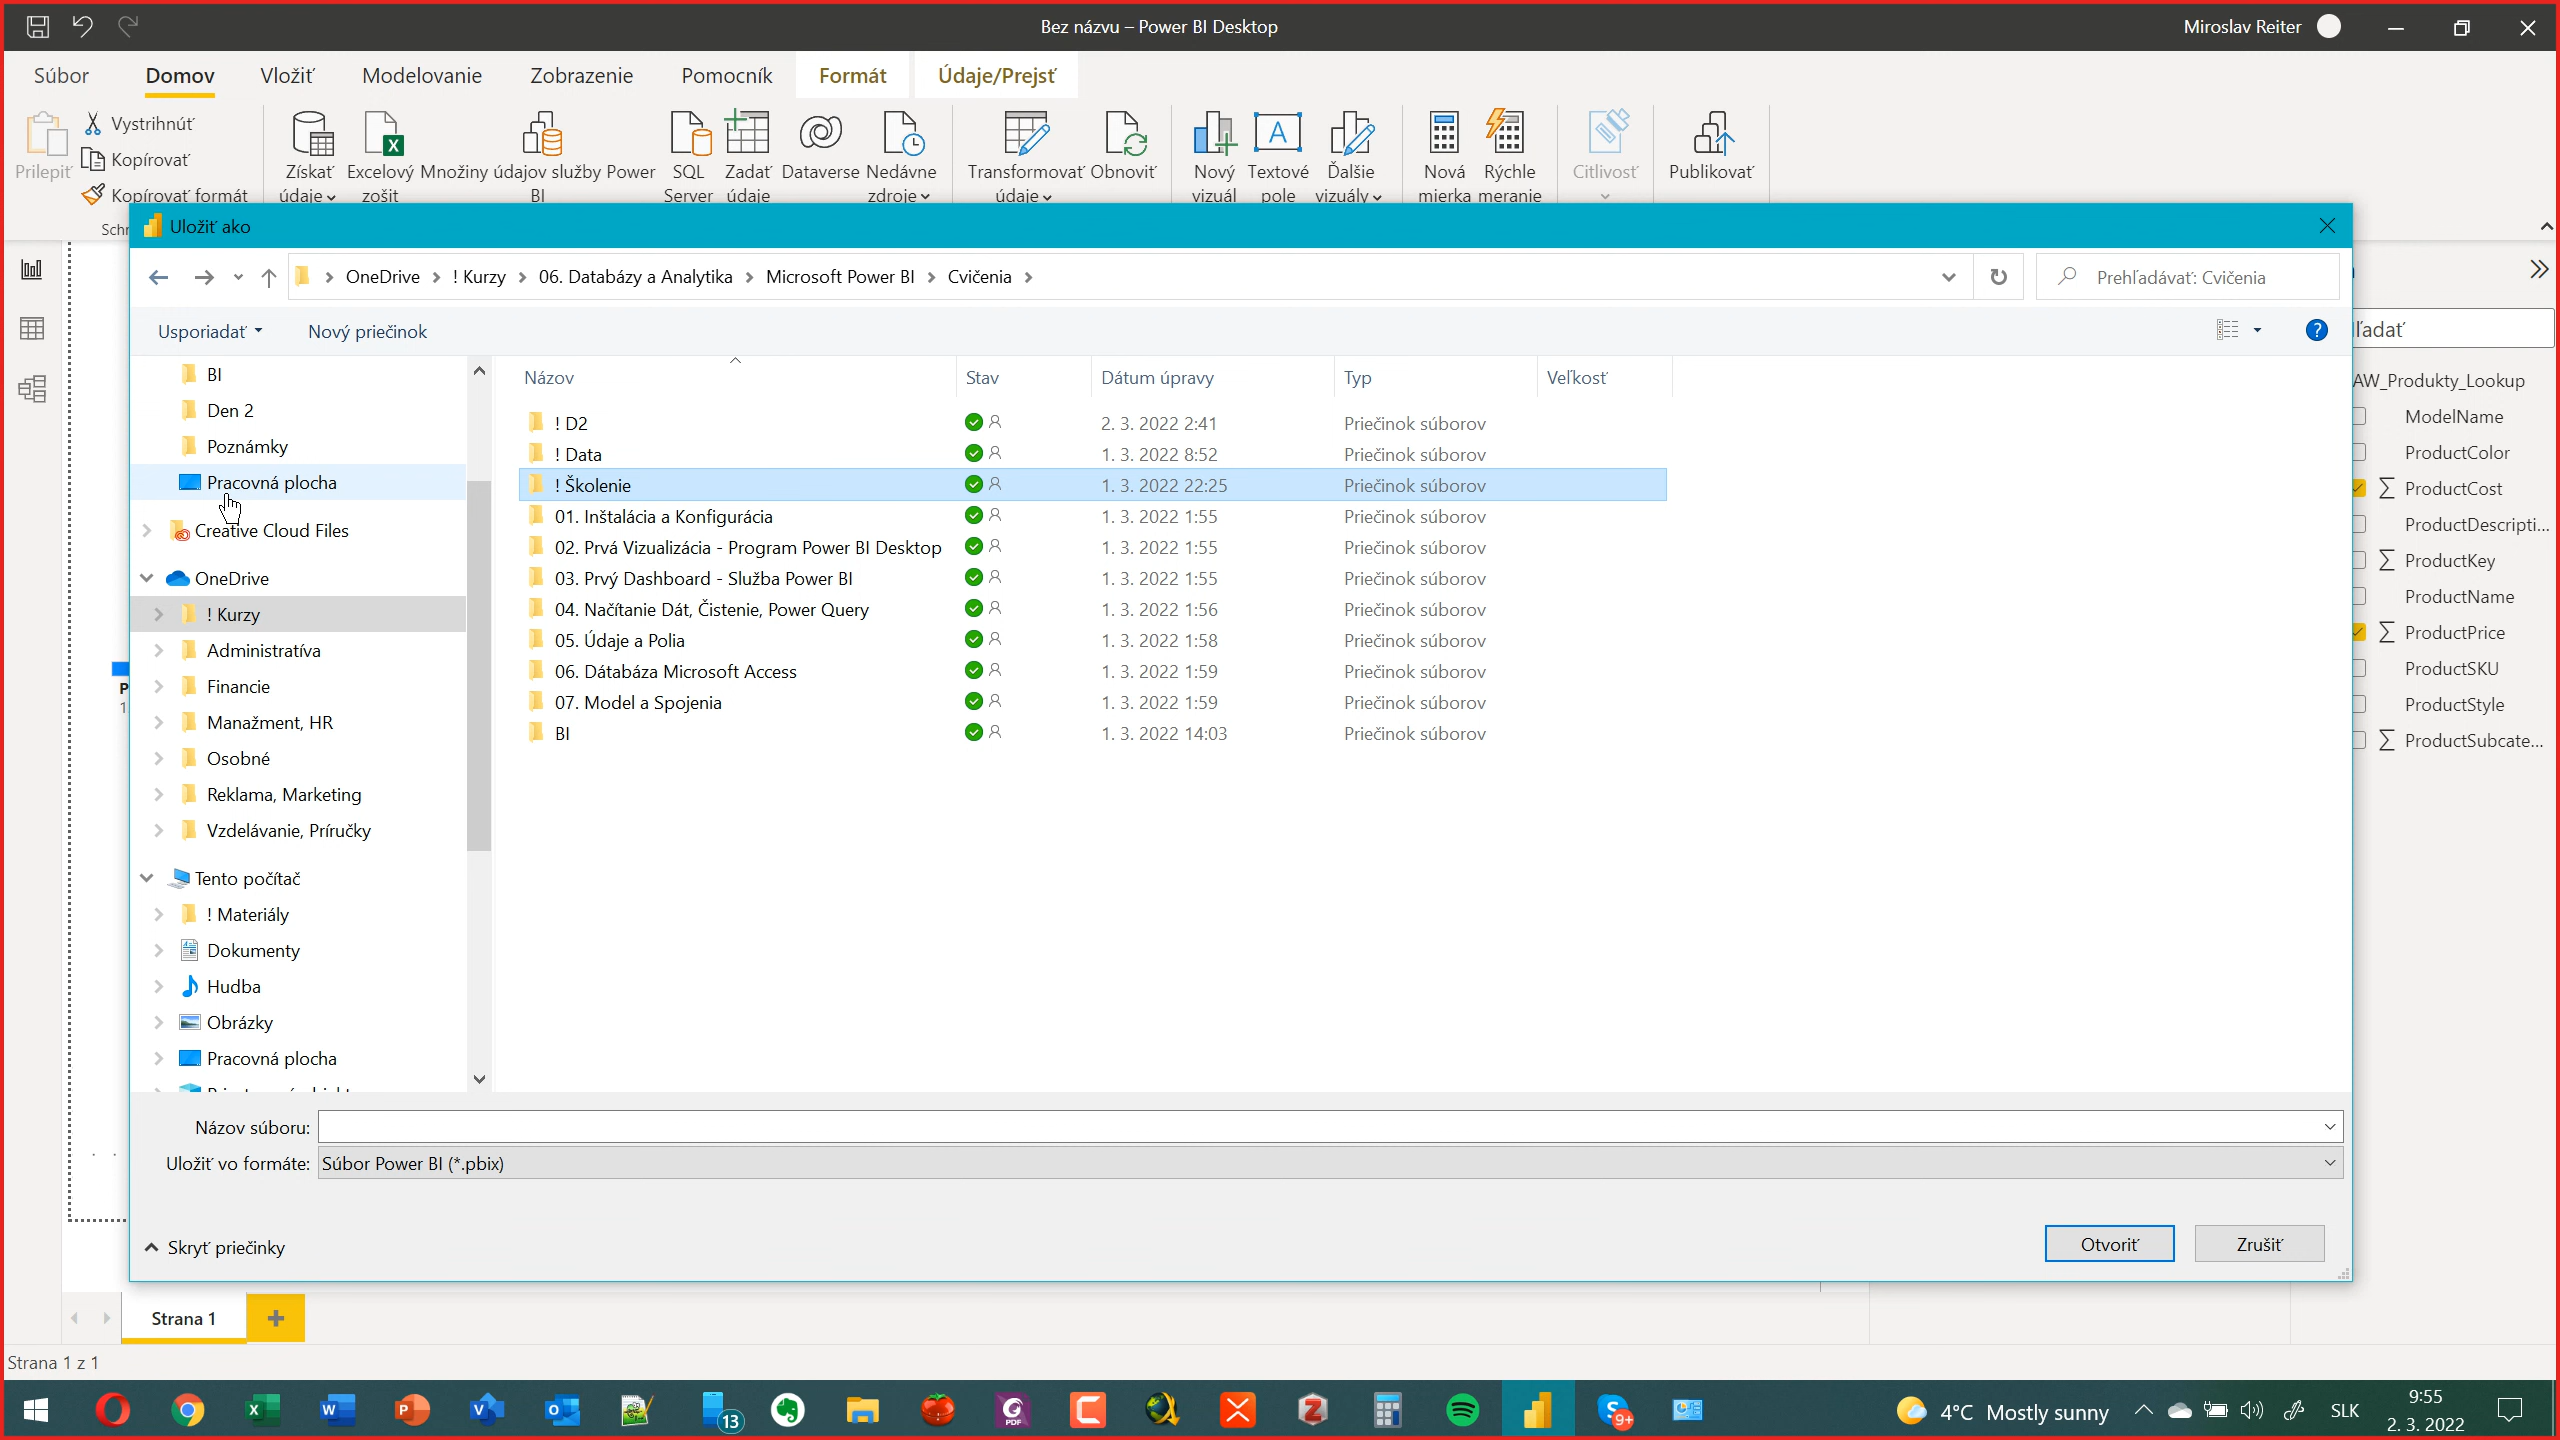 Bez názvu – Power BI Desktop
Miroslav Reiter
Súbor Domov Vložiť Modelovanie Zobrazenie Pomocník Formát Údaje/Prejsť
Prilepiť
Vystrihnúť
Kopírovať
Kopírovať formát
Získať údaje
Excelový zošit
Množiny údajov služby Power BI
SQL Server
Zadať údaje
Dataverse
Nedávne zdroje
Transformovať údaje
Obnoviť
Nový vizuál
Textové pole
Ďalšie vizuály
Nová mierka
Rýchle meranie
Citlivosť
Publikovať
Schr
Uložiť ako
OneDrive ! Kurzy 06. Databázy a Analytika Microsoft Power BI Cvičenia
Prehľadávať: Cvičenia
Usporiadať Nový priečinok
BI
Den 2
Poznámky
Pracovná plocha
Creative Cloud Files
OneDrive
! Kurzy
Administratíva
Financie
Manažment, HR
Osobné
Reklama, Marketing
Vzdelávanie, Príručky
Tento počítač
! Materiály
Dokumenty
Hudba
Obrázky
Pracovná plocha
Názov Stav Dátum úpravy Typ Veľkosť
! D2 2. 3. 2022 2:41 Priečinok súborov
! Data 1. 3. 2022 8:52 Priečinok súborov
! Školenie 1. 3. 2022 22:25 Priečinok súborov
01. Inštalácia a Konfigurácia 1. 3. 2022 1:55 Priečinok súborov
02. Prvá Vizualizácia - Program Power BI Desktop 1. 3. 2022 1:55 Priečinok súborov
03. Prvý Dashboard - Služba Power BI 1. 3. 2022 1:55 Priečinok súborov
04. Načítanie Dát, Čistenie, Power Query 1. 3. 2022 1:56 Priečinok súborov
05. Údaje a Polia 1. 3. 2022 1:58 Priečinok súborov
06. Dátabáza Microsoft Access 1. 3. 2022 1:59 Priečinok súborov
07. Model a Spojenia 1. 3. 2022 1:59 Priečinok súborov
BI 1. 3. 2022 14:03 Priečinok súborov
ľadať
AW_Produkty_Lookup
ModelName
ProductColor
ProductCost
ProductDescripti...
ProductKey
ProductName
ProductPrice
ProductSKU
ProductStyle
ProductSubcate...
P
1
Názov súboru:
Uložiť vo formáte: Súbor Power BI (*.pbix)
Skryť priečinky
Otvoriť Zrušiť
Strana 1
Strana 1 z 1
13
PDF
9+
4°C Mostly sunny
SLK
9:55
2. 3. 2022